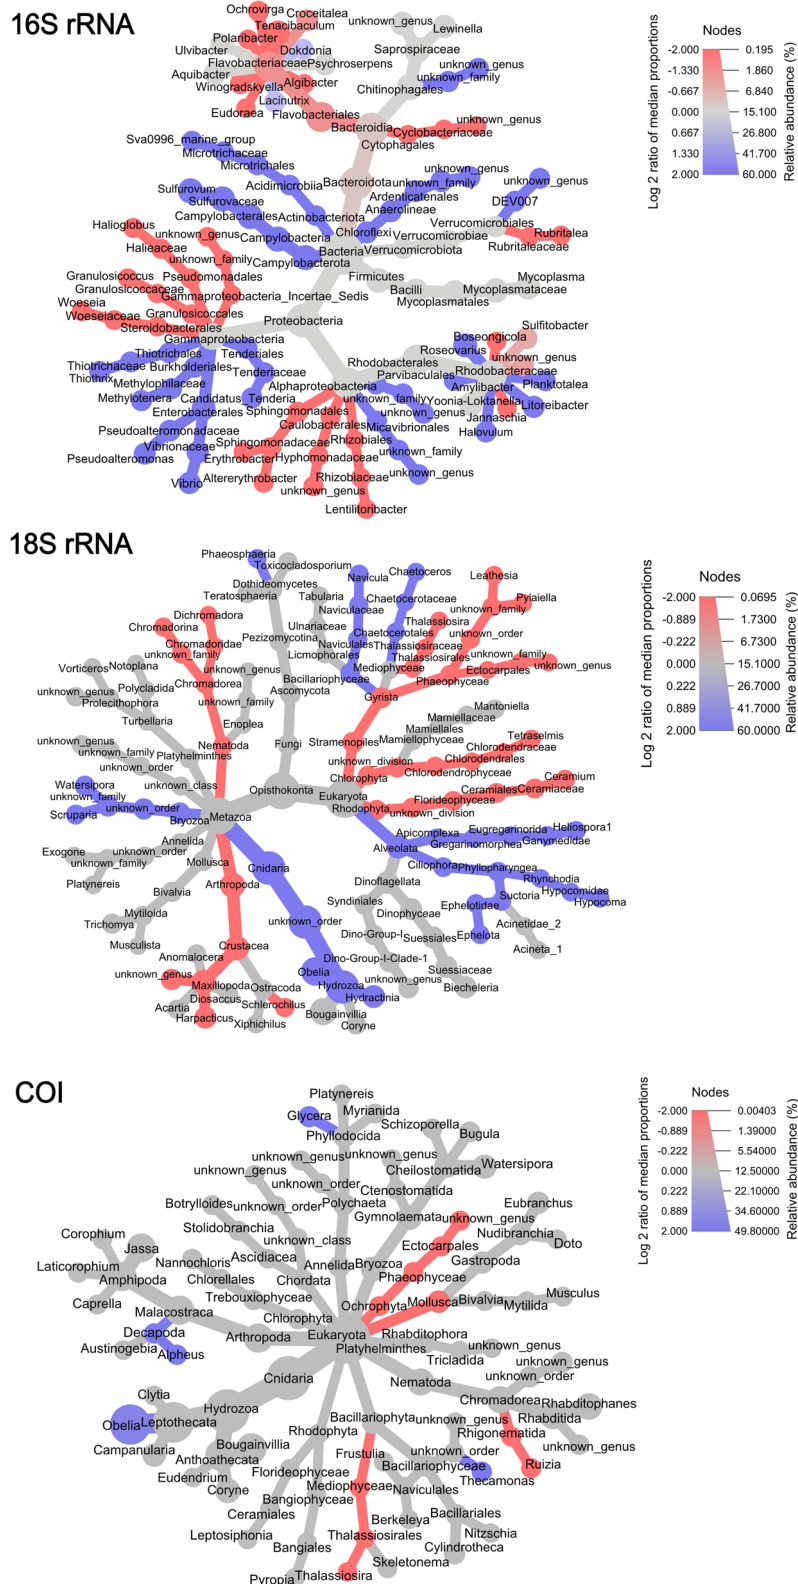 16S rRNA
Ochrovirga
Croceitalea
Tenacibaculum
Polaribacter
Ulvibacter
Dokdonia
Flavobacteriaceae
Psychroserpens
Aquibacter
Winogradskyella
Algibacter
Lacinutrix
Eudoraea
Flavobacteriales
unknown_genus
Lewinella
Saprospiraceae
unknown_genus
unknown_family
Chitinophagales
unknown_genus
Bacteroidia
Cyclobacteriaceae
Cytophagales
Sva0996_marine_group
Microtrichaceae
Microtrichales
Sulfurovum
Acidimicrobiia
Bacteroidota
unknown_genus
unknown_family
unknown_genus
Sulfurovaceae
Ardenticatenales
DEV007
Campylobacterales
Actinobacteriota
Anaerolineae
Halioglobus
unknown_genus
Campylobacteria
Chloroflexi
Verrucomicrobiales
Verrucomicrobiae
Rubritalea
Halieaceae
Bacteria
Verrucomicrobiota
Rubritaleaceae
unknown_family
Campylobacterota
Granulosicoccus
Pseudomonadales
Firmicutes
Mycoplasma
Granulosicoccaceae
Gammaproteobacteria_Incertae_Sedis
Bacilli
Mycoplasmataceae
Woeseia
Mycoplasmatales
Woeseiaceae
Granulosicoccales
Steroidobacterales
Proteobacteria
Sulfitobacter
Gammaproteobacteria
Boseongicola
Thiotrichales
Tenderiales
Roseovarius
unknown_genus
Thiotrichaceae
Burkholderiales
Rhodobacterales
Rhodobacteraceae
Thiothrix
Tenderiaceae
Parvibaculales
Methylophilaceae
Alphaproteobacteria
Amylibacter
Planktotalea
Methylotenera
Candidatus_Tenderia
unknown_family
Yoonia-Loktanella
Litoreibacter
Enterobacterales
Sphingomonadales
unknown_genus
Jannaschia
Caulobacterales
Micavibrionales
Halovulum
Pseudoalteromonadaceae
Sphingomonadaceae
Rhizobiales
Vibrionaceae
unknown_family
Pseudoalteromonas
Erythrobacter
Hyphomonadaceae
Vibrio
Altererythrobacter
Rhizobiaceae
unknown_genus
unknown_genus
Lentilitoribacter
Nodes
Log 2 ratio of median proportions
Relative abundance (%)
-2.000 0.195
-1.330 1.860
-0.667 6.840
0.000 15.100
0.667 26.800
1.330 41.700
2.000 60.000
18S rRNA
Phaeosphaeria
Toxicocladosporium
Dothideomycetes
Teratosphaeria
Navicula
Chaetoceros
Leathesia
Tabularia
Chaetocerotaceae
Pylaiella
Dichromadora
Naviculaceae
unknown_family
Chromadorina
Ulnariaceae
Thalassiosira
Chromadoridae
Pezizomycotina
Chaetocerotales
unknown_order
unknown_family
Naviculales
Thalassiosiraceae
Vorticeros
Notoplana
Licmophorales
Thalassiosirales
unknown_family
unknown_genus
Mediophyceae
Ectocarpales
unknown_genus
Chromadorea
Bacillariophyceae
Phaeophyceae
unknown_genus
Polycladida
Ascomycota
Gyrista
Prolecithophora
unknown_family
Mantoniella
Turbellaria
Enoplea
Mamiellaceae
Mamiellales
unknown_genus
Nematoda
Fungi
Stramenopiles
Mamiellophyceae
Tetraselmis
unknown_family
Platyhelminthes
Chlorodendraceae
unknown_order
unknown_division
Chlorodendrales
Chlorophyta
Chlorodendrophyceae
Watersipora
unknown_class
Opisthokonta
Ceramium
unknown_family
Eukaryota
Ceramiales
Ceramiaceae
unknown_order
Rhodophyta
Florideophyceae
Scruparia
Metazoa
unknown_division
Bryozoa
Apicomplexa
Eugregarinorida
Heliospora1
Annelida
Gregarinomorphea
Ganymedidae
Exogone
unknown_order
Alveolata
unknown_family
Mollusca
Cnidaria
Ciliophora
Phyllopharyngea
Platynereis
Bivalvia
Arthropoda
Dinoflagellata
Rhynchodia
Suctoria
Hypocomidae
Mytiloida
Syndiniales
Ephelotidae
Hypocoma
Trichomya
unknown_order
Dinophyceae
Musculista
Crustacea
Dino-Group-I
Suessiales
Ephelota
Acinetidae_2
Anomalocera
Dino-Group-I-Clade-1
Acineta_1
unknown_genus
Obelia
Suessiaceae
Maxillopoda
Ostracoda
Hydrozoa
unknown_genus
Biecheleria
Diosaccus
Schlerochilus
Hydractinia
Acartia
Harpacticus
Bougainvillia
Xiphichilus
Coryne
Nodes
Log 2 ratio of median proportions
Relative abundance (%)
-2.000 0.0695
-0.889 1.7300
-0.222 6.7300
0.000 15.1000
0.222 26.7000
0.889 41.7000
2.000 60.0000
COI
Platynereis
Glycera
Myrianida
Schizoporella
Phyllodocida
Bugula
unknown_genus
unknown_genus
Watersipora
unknown_genus
Cheilostomatida
unknown_order
Ctenostomatida
Botrylloides
unknown_order
Polychaeta
Eubranchus
Gymnolaemata
unknown_genus
Stolidobranchia
Nudibranchia
Corophium
unknown_class
Ectocarpales
Doto
Jassa
Ascidiacea
Nannochloris
Annelida
Bryozoa
Gastropoda
Laticorophium
Amphipoda
Chlorellales
Chordata
Phaeophyceae
Trebouxiophyceae
Musculus
Caprella
Ochrophyta
Mollusca
Bivalvia
Mytilida
Malacostraca
Chlorophyta
Decapoda
Arthropoda
Eukaryota
Rhabditophora
Austinogebia
Platyhelminthes
unknown_genus
Alpheus
Tricladida
unknown_genus
Cnidaria
Nematoda
unknown_order
Clytia
Chromadorea
Rhabditophanes
Obelia
Leptothecata
Hydrozoa
Bacillariophyta
unknown_genus
Rhabditida
Rhodophyta
Rhigonematida
Campanularia
Bougainvillia
unknown_genus
Anthoathecata
Frustulia
unknown_order
Eudendrium
Florideophyceae
Bacillariophyceae
Ruizia
Coryne
Mediophyceae
Thecamonas
Bangiophyceae
Naviculales
Ceramiales
Berkeleya
Bacillariales
Leptosiphonia
Thalassiosirales
Nitzschia
Bangiales
Cylindrotheca
Skeletonema
Pyropia
Thalassiosira
Nodes
Log 2 ratio of median proportions
Relative abundance (%)
-2.000 0.00403
-0.889 1.39000
-0.222 5.54000
0.000 12.50000
0.222 22.10000
0.889 34.60000
2.000 49.80000